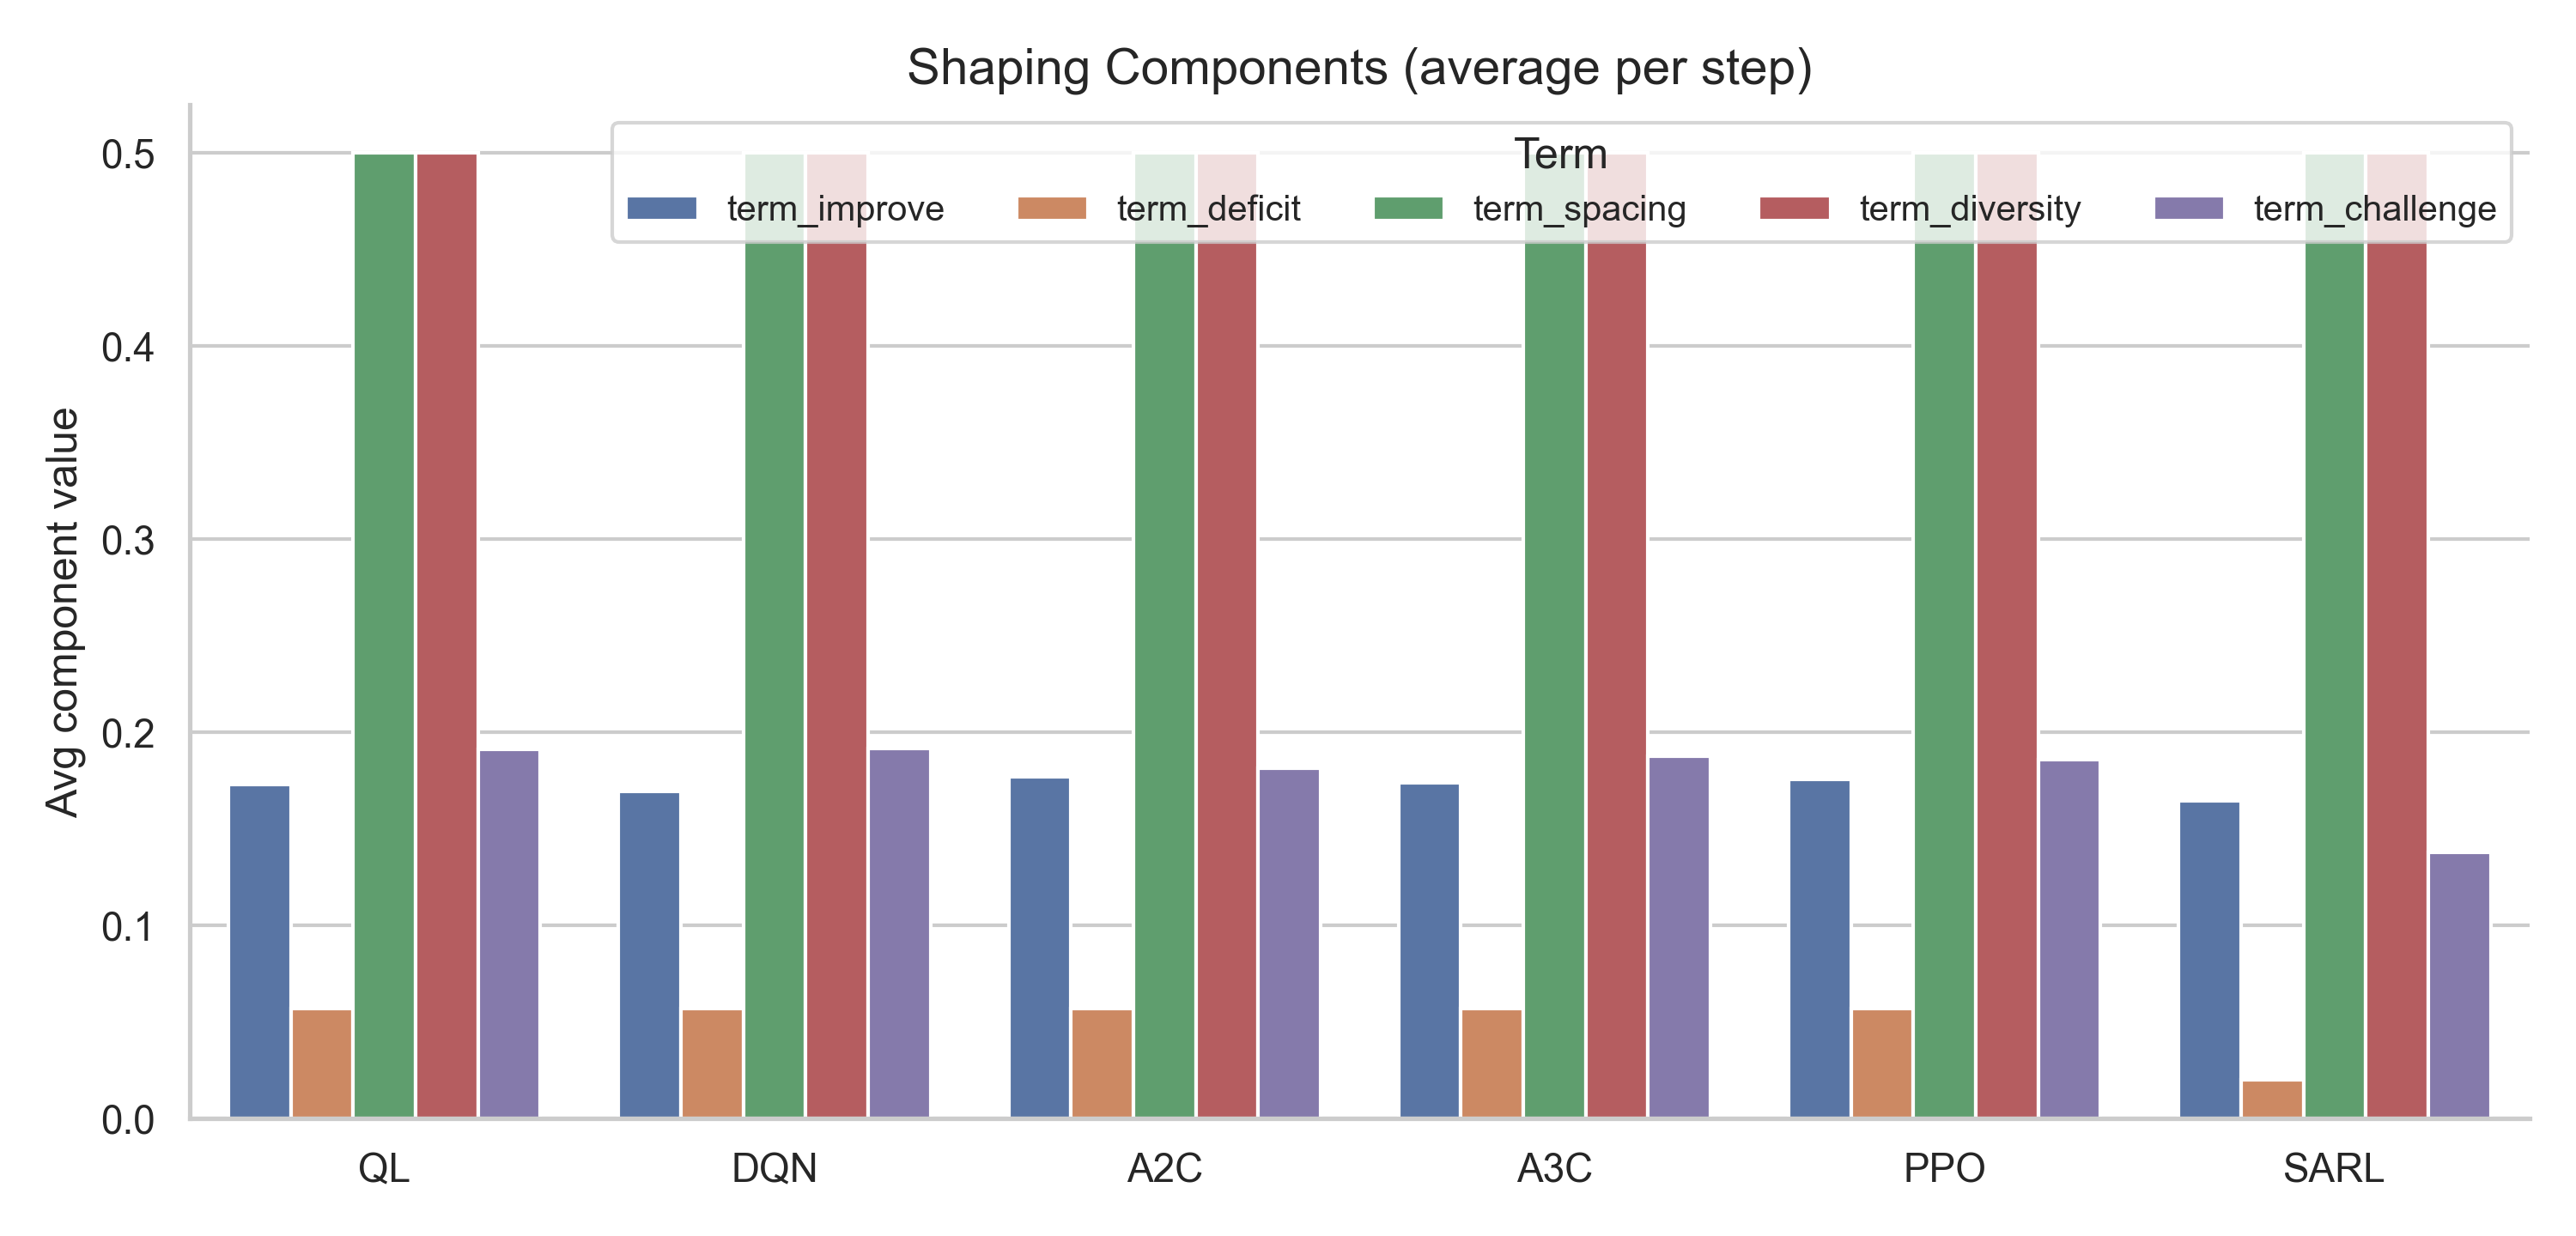 Shaping Components (average per step)
Term
term_improve term_deficit term_spacing term_diversity term_challenge
Avg component value
0.5
0.4
0.3
0.2
0.1
0.0
QL DQN A2C A3C PPO SARL